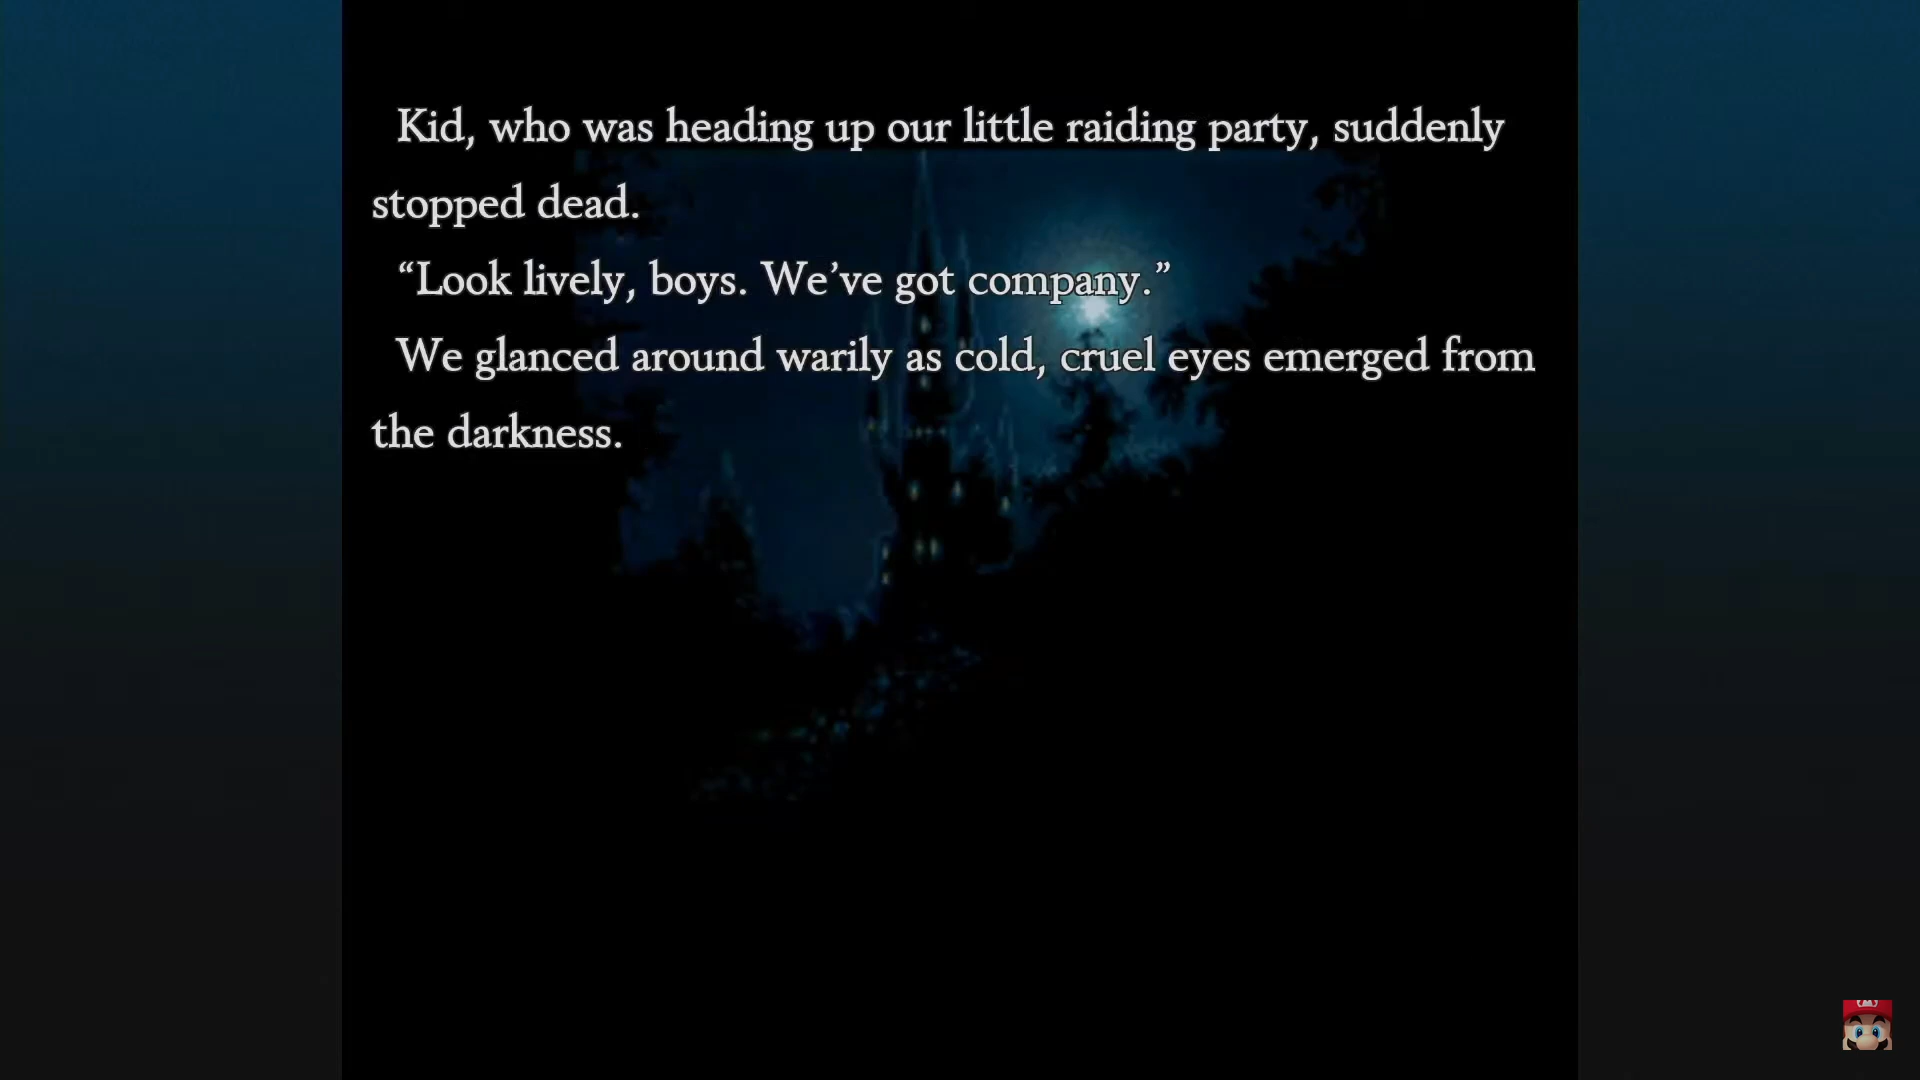 Kid, who was heading up our little raiding party, suddenly
stopped dead.
“Look lively, boys. We’ve got company.”
We glanced around warily as cold, cruel eyes emerged from
the darkness.